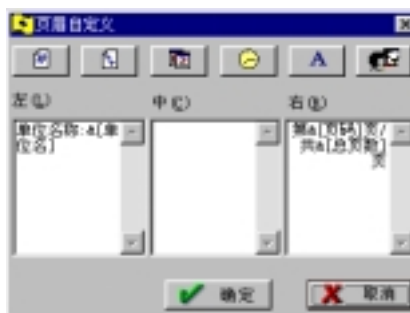 页眉自定义
A
左(L)
中(C)
右(R)
单位名称:&[单
位名]
第&[页码]页/
共&[总页数]
页
确定
取消